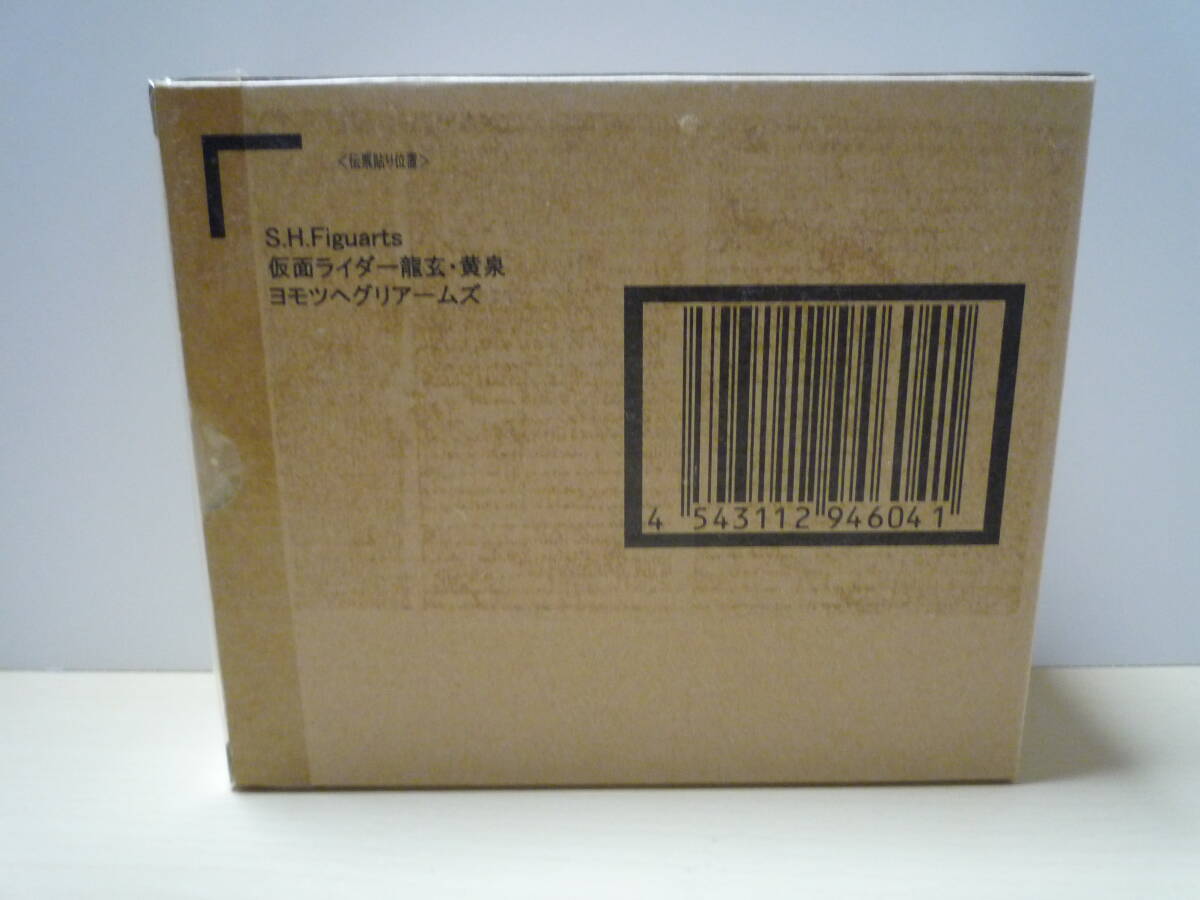 <伝票貼り位置>
S.H.Figuarts
仮面ライダー龍玄・黄泉
ヨモツヘグリアームズ
4 543112 946041